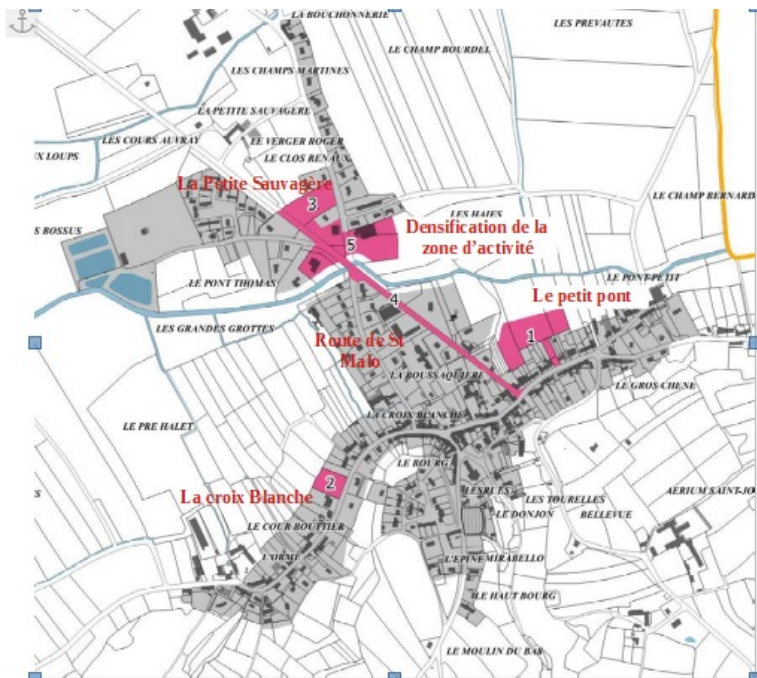 LA BOUCHONNERIE
LES PREVAUTES
LE CHAMP BOURDEL
LES CHAMPS MARTINES
LA PETITE SAUVAGERE
LES COURS AUVRAY
LE VERGER ROGER
UX LOUPS
LE CLOS RENAUX
La Petite Sauvagère
LE CHAMP BERNARD
3
LES HAIES
Densification de la
zone d'activité
S BOSSUS
5
LE PONT-PETIT
LE PONT THOMAS
4
Le petit pont
LES GRANDES GROTTES
1
Route de St
Malo
LA BOUSSAQUIERE
LE GROS CHENE
LA CROIX BLANCHE
LE PRE HALET
LE BOURG
2
La croix Blanche
LES RUES
AERIUM SAINT-JO
LES TOURELLES
LE DONJON
BELLEVUE
LE COUR BOUTTIER
L'ORME
L'EPINE
MIRABELLO
LE HAUT BOURG
LE MOULIN DU BAS